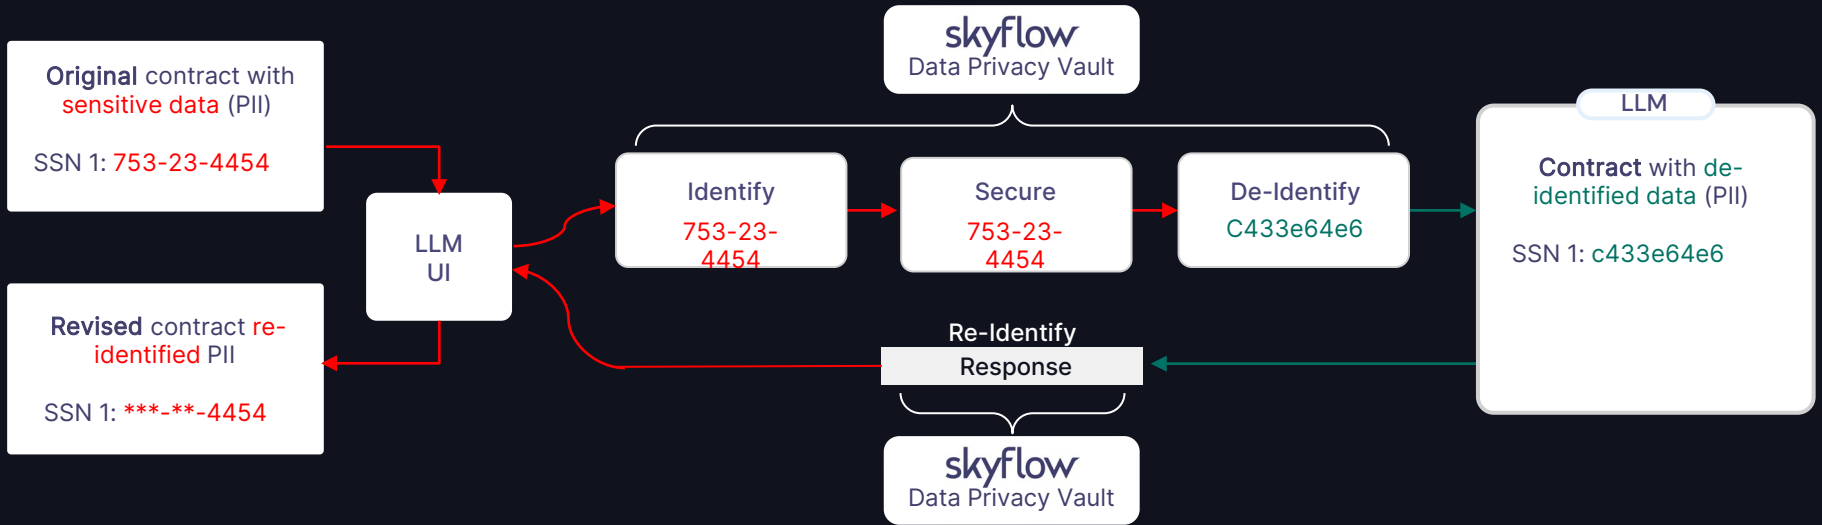 skyflow
Data Privacy Vault
Original contract with
sensitive data (PII)
SSN 1: 753-23-4454
LLM
UI
Identify
753-23-
4454
Secure
753-23-
4454
De-Identify
C433e64e6
LLM
Contract with de-
identified data (PII)
SSN 1: c433e64e6
Revised contract re-
identified PII
SSN 1: ***-**-4454
Re-Identify
Response
skyflow
Data Privacy Vault